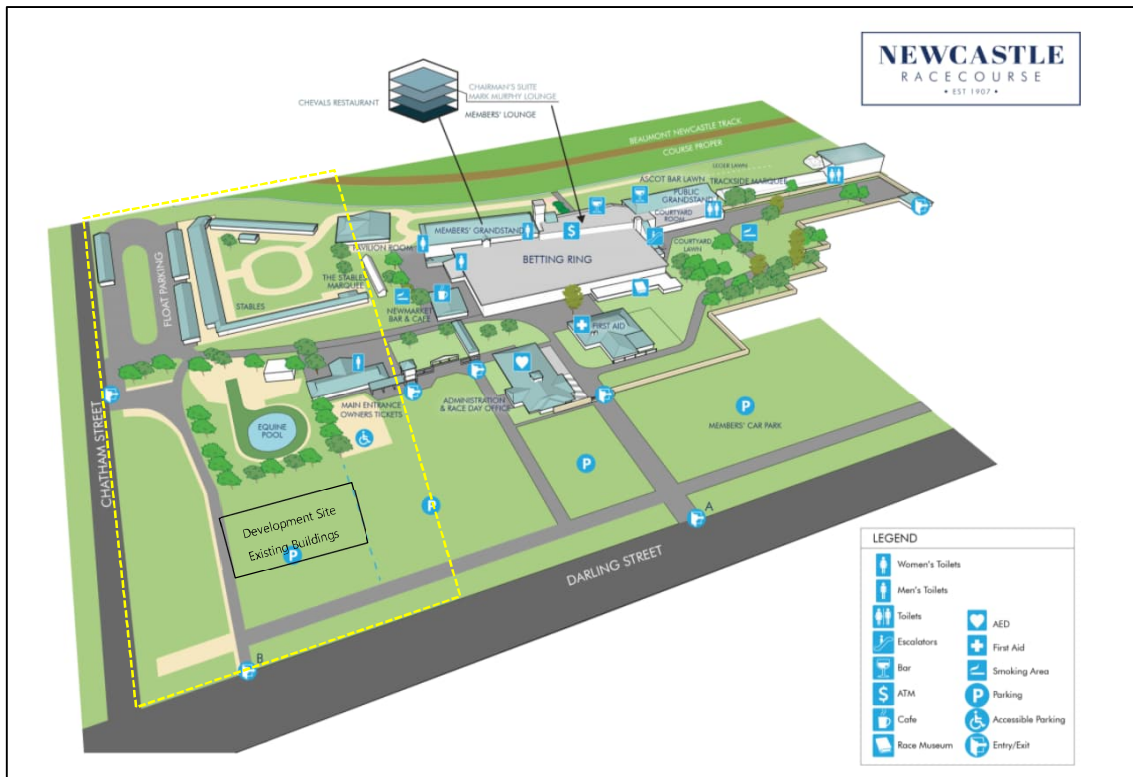 NEWCASTLE
RACECOURSE
• EST 1907 •
CHEVALS RESTAURANT
CHAIRMAN'S SUITE
MARK MURPHY LOUNGE
MEMBERS' LOUNGE
BEAUMONT NEWCASTLE TRACK
COURSE PROPER
LEGER LAWN
ASCOT BAR LAWN
TRACKSIDE MARQUEE
PUBLIC
GRANDSTAND
COURTYARD
ROOM
MEMBERS' GRANDSTAND
$
PAVILION ROOM
BETTING RING
COURTYARD
LAWN
FLOAT PARKING
THE STABLES
MARQUEE
STABLES
NEWMARKET
BAR & CAFE
FIRST AID
CHATHAM STREET
MAIN ENTRANCE
OWNERS TICKETS
ADMINISTRATION
& RACE DAY OFFICE
P
MEMBERS' CAR PARK
EQUINE
POOL
P
P
Development Site
Existing Buildings
P
A
DARLING STREET
B
LEGEND
Women's Toilets
Men's Toilets
Toilets
Escalators
Bar
$ ATM
Cafe
Race Museum
AED
First Aid
Smoking Area
P Parking
Accessible Parking
Entry/Exit